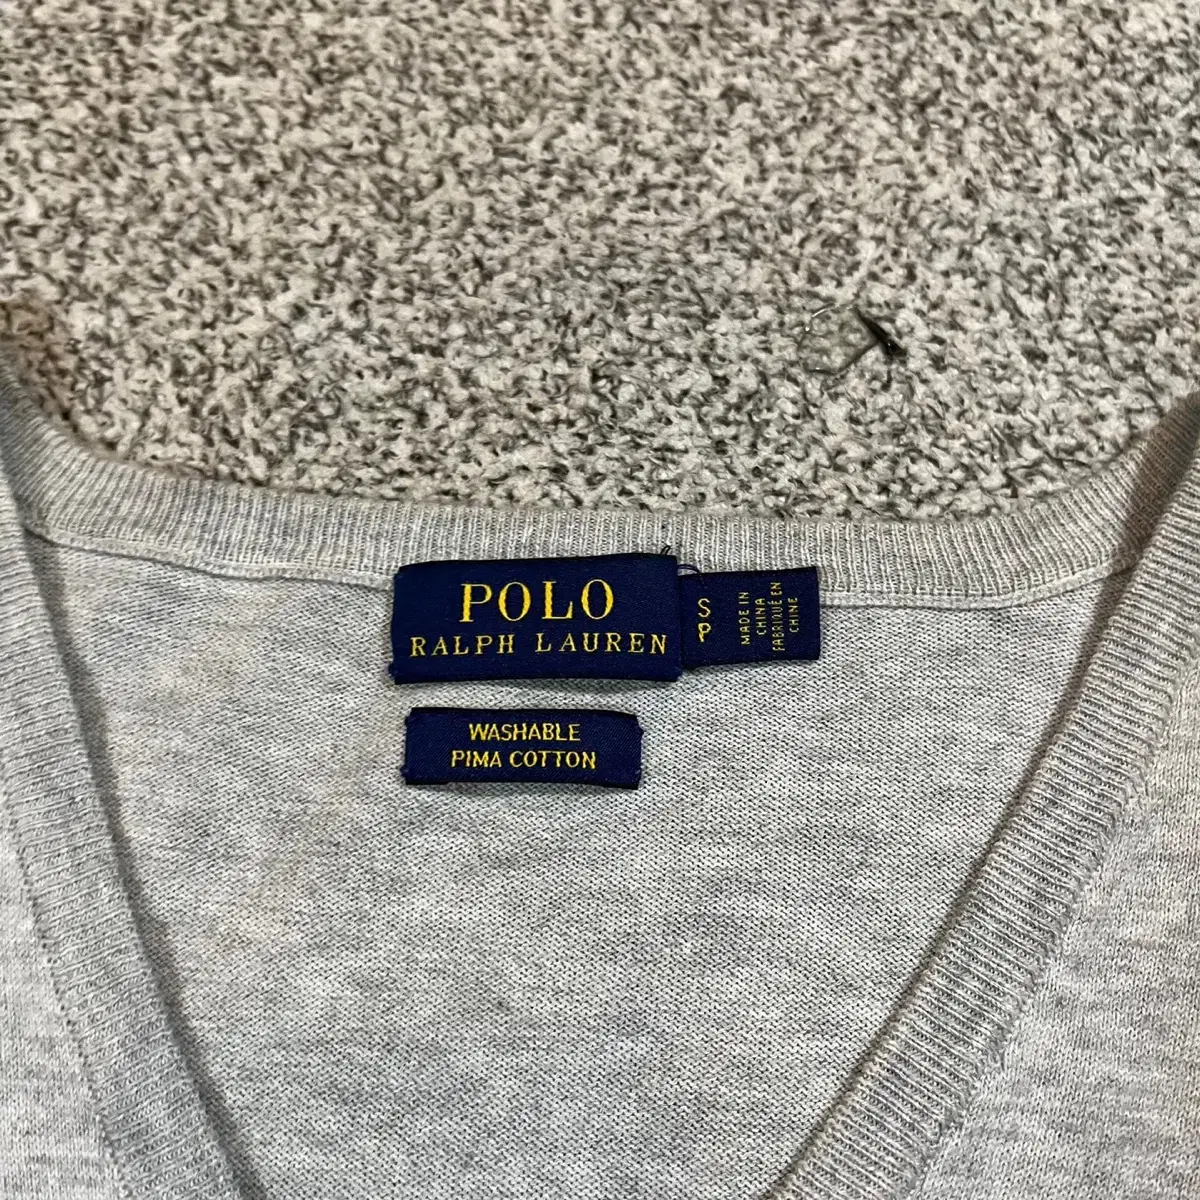 POLO
RALPH LAUREN
S
P
MADE IN
CHINA
FABRIQUÉ EN
CHINE
WASHABLE
PIMA COTTON